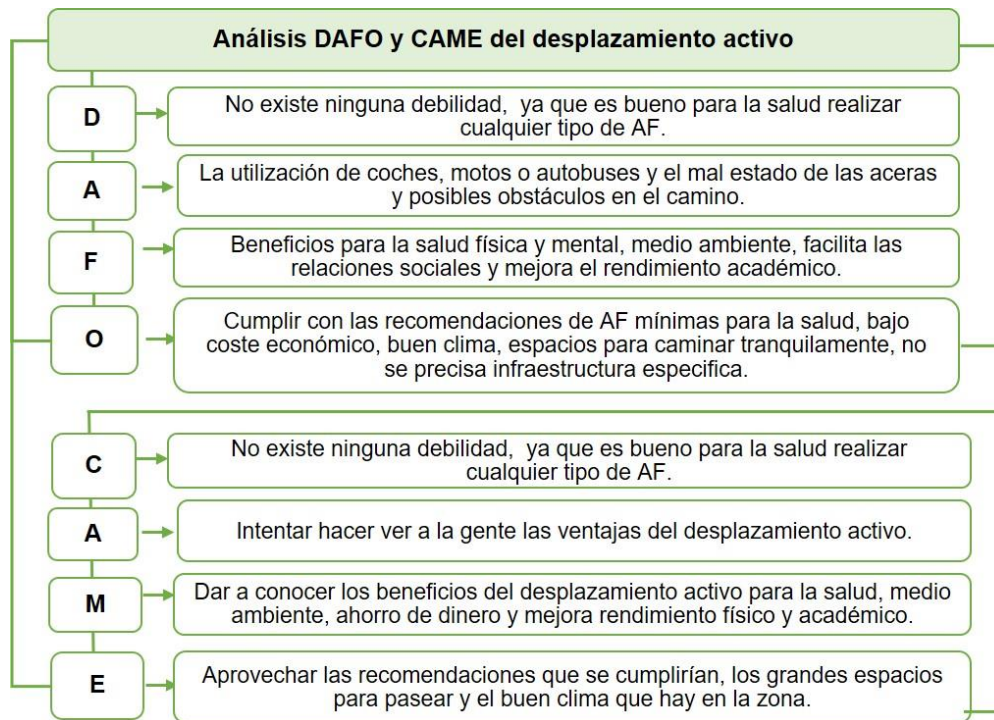 Análisis DAFO y CAME del desplazamiento activo
D
No existe ninguna debilidad, ya que es bueno para la salud realizar
cualquier tipo de AF.
A
La utilización de coches, motos o autobuses y el mal estado de las aceras
y posibles obstáculos en el camino.
F
Beneficios para la salud física y mental, medio ambiente, facilita las
relaciones sociales y mejora el rendimiento académico.
O
Cumplir con las recomendaciones de AF mínimas para la salud, bajo
coste económico, buen clima, espacios para caminar tranquilamente, no
se precisa infraestructura especifica.
C
No existe ninguna debilidad, ya que es bueno para la salud realizar
cualquier tipo de AF.
A
Intentar hacer ver a la gente las ventajas del desplazamiento activo.
M
Dar a conocer los beneficios del desplazamiento activo para la salud, medio
ambiente, ahorro de dinero y mejora rendimiento físico y académico.
E
Aprovechar las recomendaciones que se cumplirían, los grandes espacios
para pasear y el buen clima que hay en la zona.